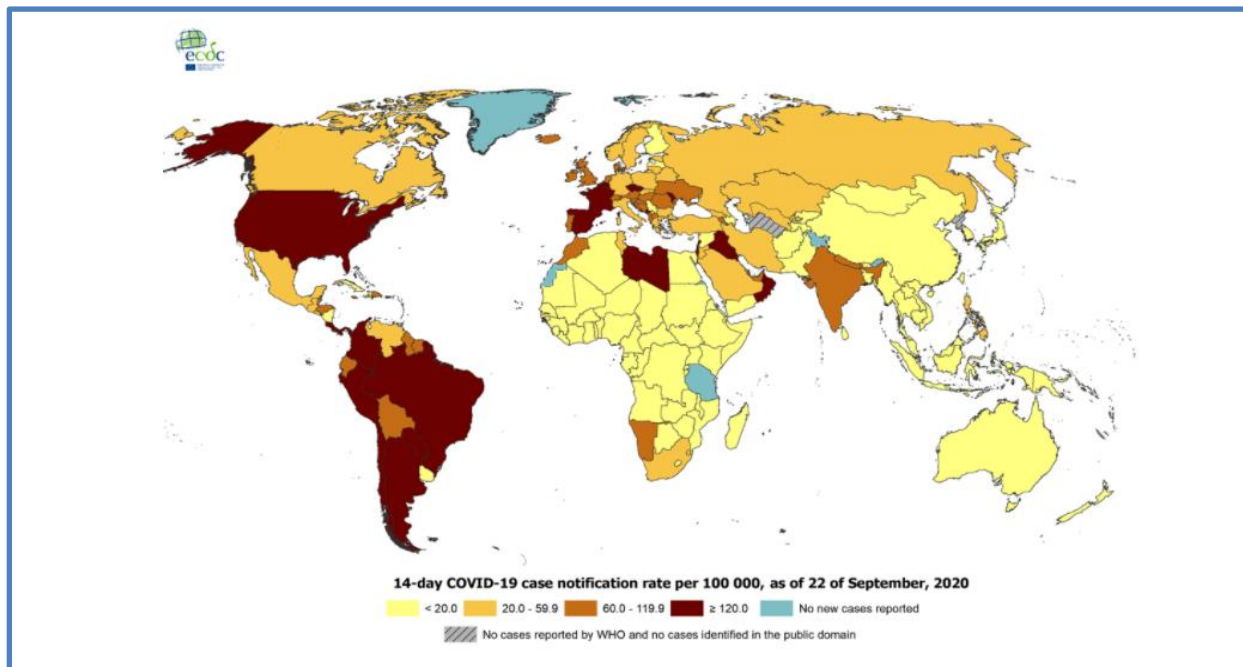 ecdc
14-day COVID-19 case notification rate per 100 000, as of 22 of September, 2020
< 20.0 20.0 - 59.9 60.0 - 119.9 ≥ 120.0 No new cases reported
No cases reported by WHO and no cases identified in the public domain